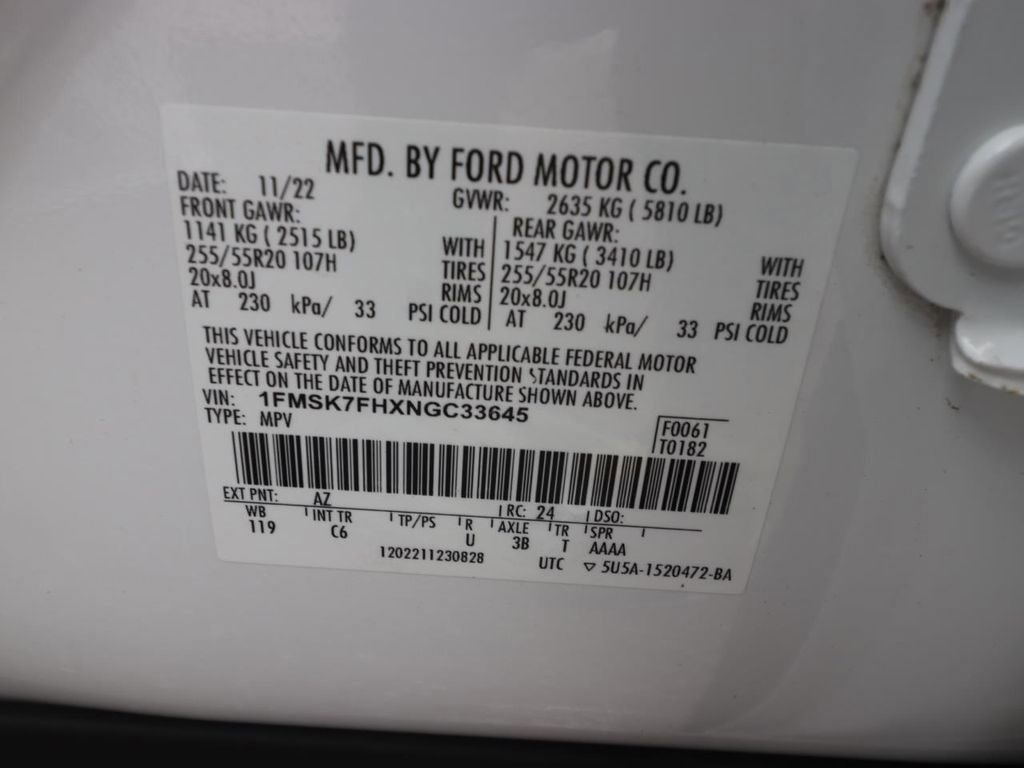 MFD. BY FORD MOTOR CO.
DATE: 11/22 GVWR: 2635 KG ( 5810 LB)
FRONT GAWR: REAR GAWR:
1141 KG ( 2515 LB) WITH 1547 KG ( 3410 LB) WITH
255/55R20 107H TIRES 255/55R20 107H TIRES
20x8.0J RIMS 20x8.0J RIMS
AT 230 kPa/ 33 PSI COLD AT 230 kPa/ 33 PSI COLD
THIS VEHICLE CONFORMS TO ALL APPLICABLE FEDERAL MOTOR
VEHICLE SAFETY AND THEFT PREVENTION STANDARDS IN
EFFECT ON THE DATE OF MANUFACTURE SHOWN ABOVE.
VIN: 1FMSK7FHXNGC33645
TYPE: MPV
F0061
T0182
EXT PNT: AZ RC: 24 DSO:
WB INT TR TP/PS R AXLE TR SPR
119 C6 U 3B T AAAA
1202211230828 UTC ▽ 5U5A-1520472-BA